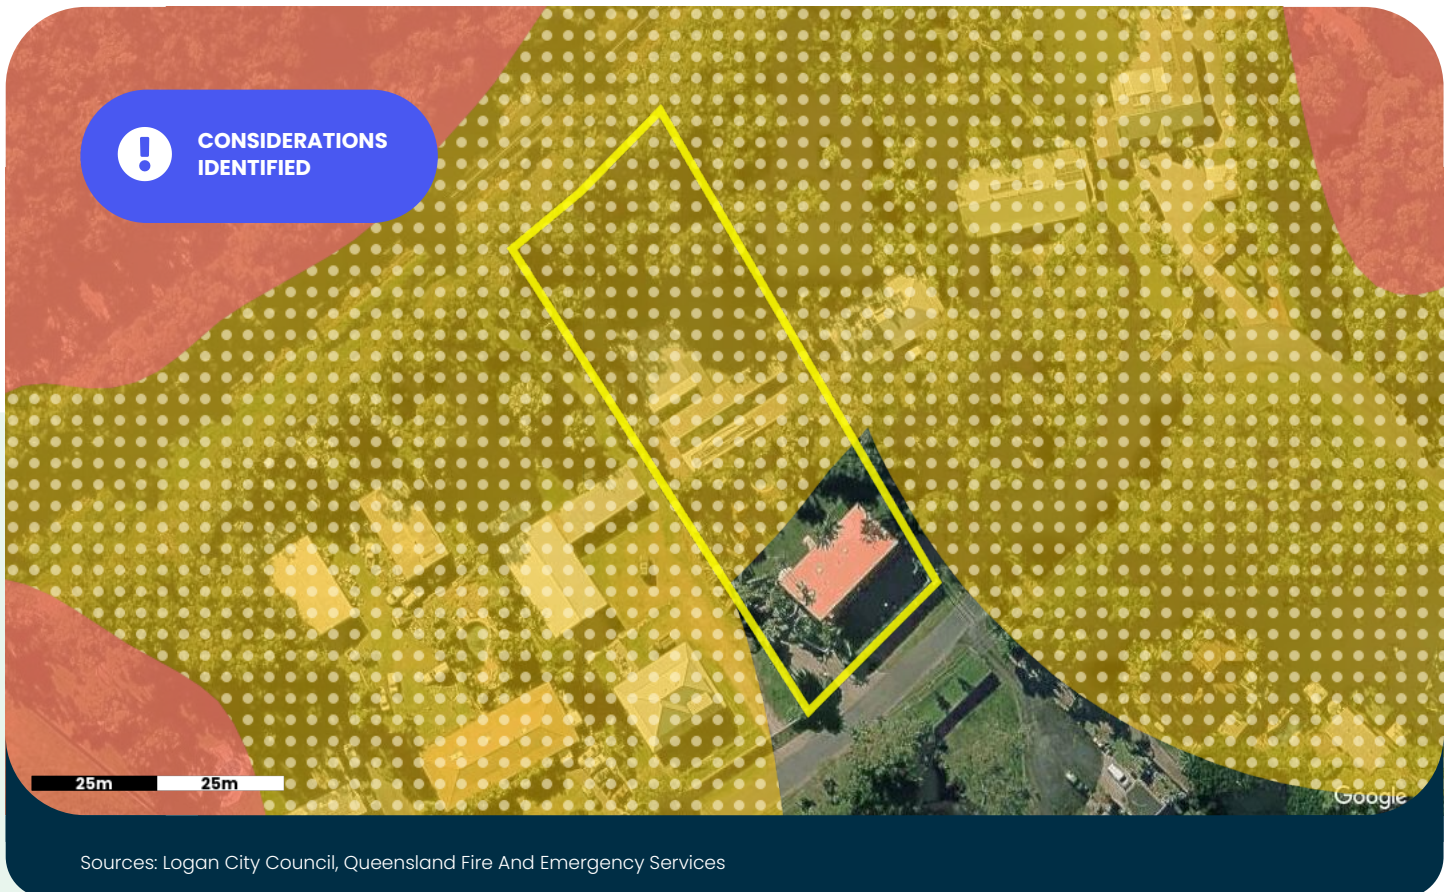 CONSIDERATIONS
IDENTIFIED
25m 25m
Google
Sources: Logan City Council, Queensland Fire And Emergency Services